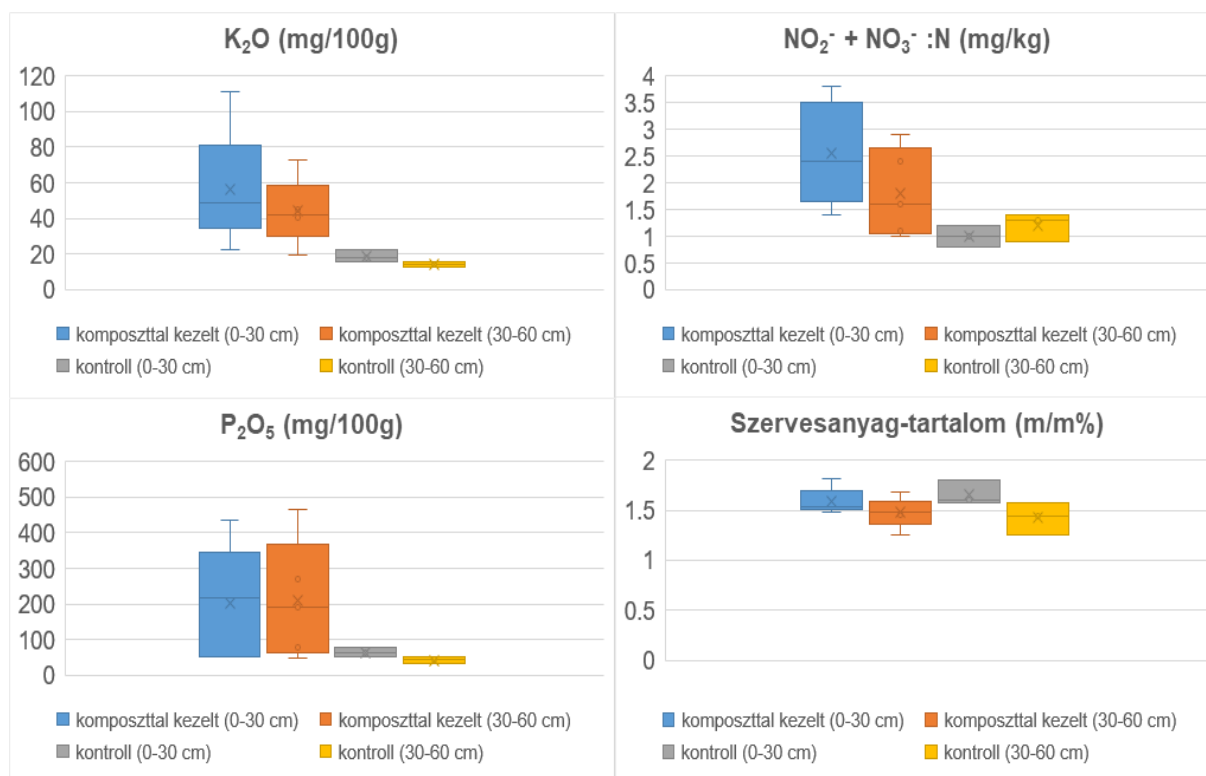 K₂O (mg/100g)
120
100
80
60
40
20
0
komposzttal kezelt (0-30 cm) komposzttal kezelt (30-60 cm)
kontroll (0-30 cm) kontroll (30-60 cm)
NO₂⁻ + NO₃⁻ :N (mg/kg)
4
3.5
3
2.5
2
1.5
1
0.5
0
komposzttal kezelt (0-30 cm) komposzttal kezelt (30-60 cm)
kontroll (0-30 cm) kontroll (30-60 cm)
P₂O₅ (mg/100g)
600
500
400
300
200
100
0
komposzttal kezelt (0-30 cm) komposzttal kezelt (30-60 cm)
kontroll (0-30 cm) kontroll (30-60 cm)
Szervesanyag-tartalom (m/m%)
2
1.5
1
0.5
0
komposzttal kezelt (0-30 cm) komposzttal kezelt (30-60 cm)
kontroll (0-30 cm) kontroll (30-60 cm)